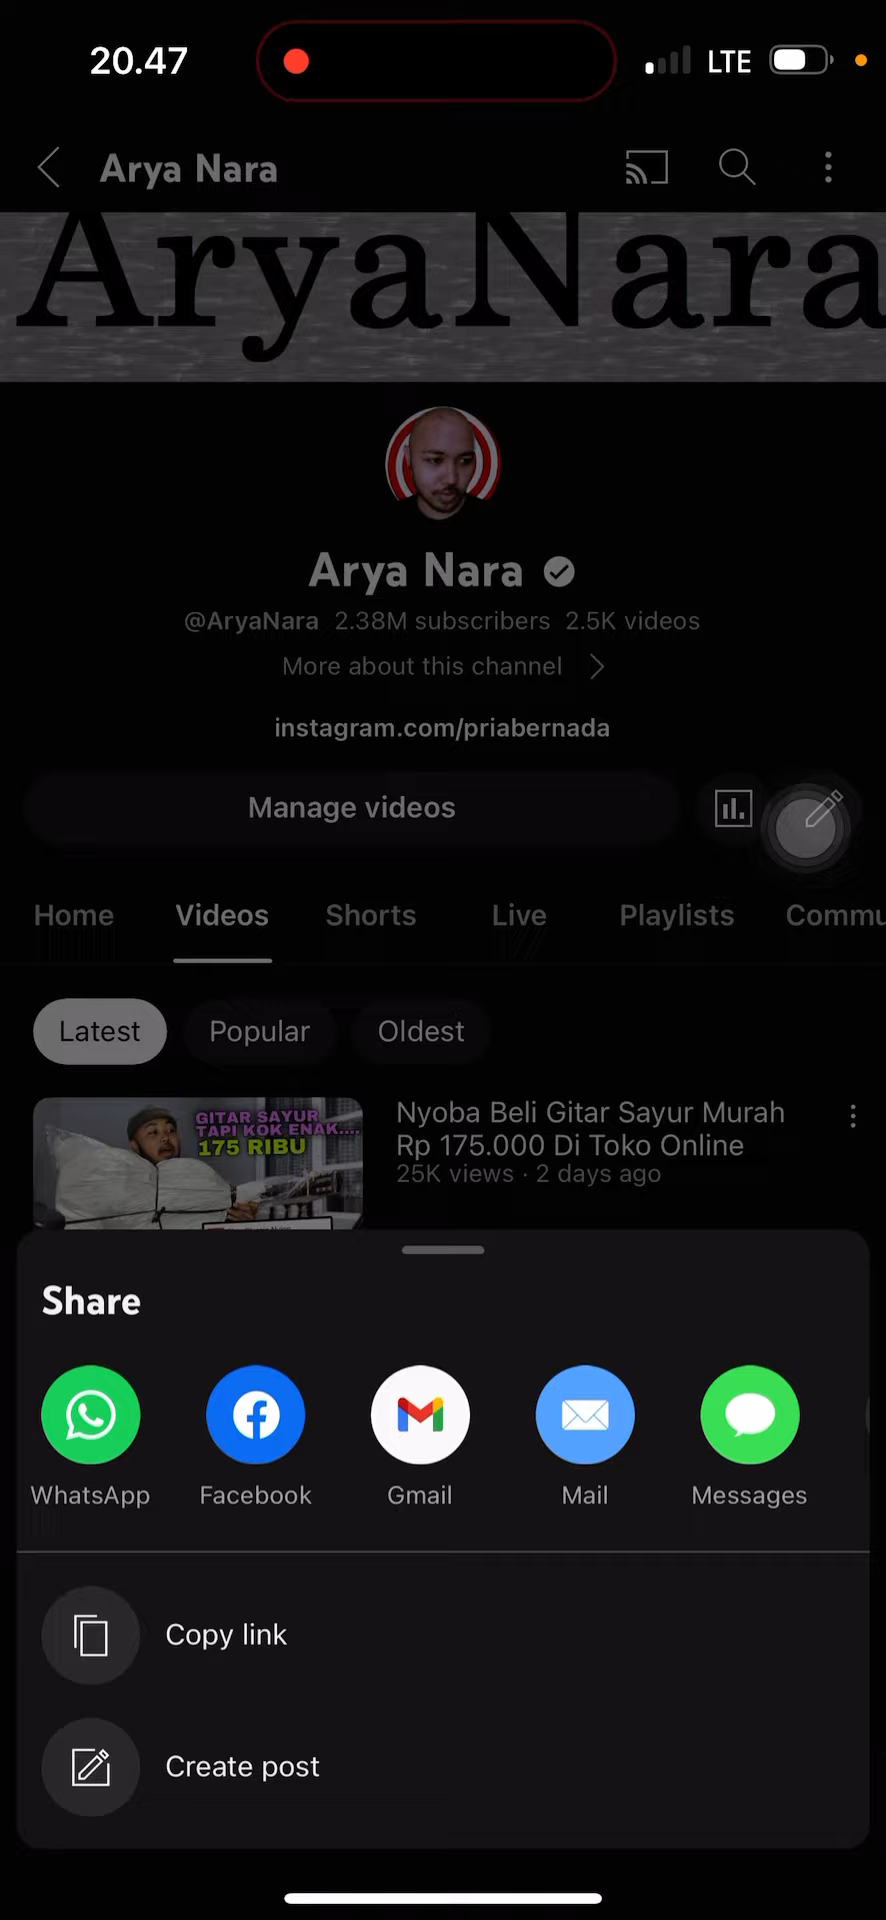 20.47
LTE
Arya Nara
AryaNara
Arya Nara
@AryaNara 2.38M subscribers 2.5K videos
More about this channel
instagram.com/priabernada
Manage videos
Home Videos Shorts Live Playlists Commu
Latest Popular Oldest
GITAR SAYUR
TAPI KOK ENAK....
175 RIBU
Nyoba Beli Gitar Sayur Murah
Rp 175.000 Di Toko Online
25K views · 2 days ago
Share
WhatsApp Facebook Gmail Mail Messages
Copy link
Create post